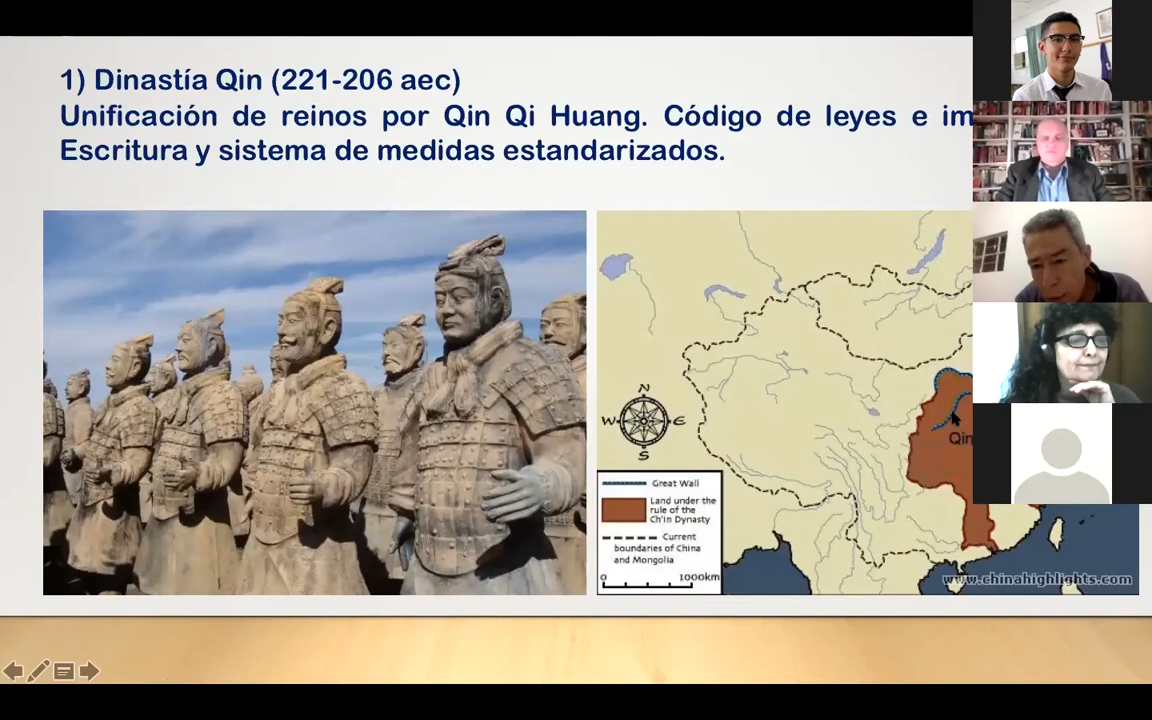 1) Dinastía Qin (221-206 aec)
Unificación de reinos por Qin Qi Huang. Código de leyes e im
Escritura y sistema de medidas estandarizados.
N
W
E
S
Qin
Great Wall
Land under the
rule of the
Ch'in Dynasty
Current
boundaries of China
and Mongolia
0 1000km
www.chinahighlights.com